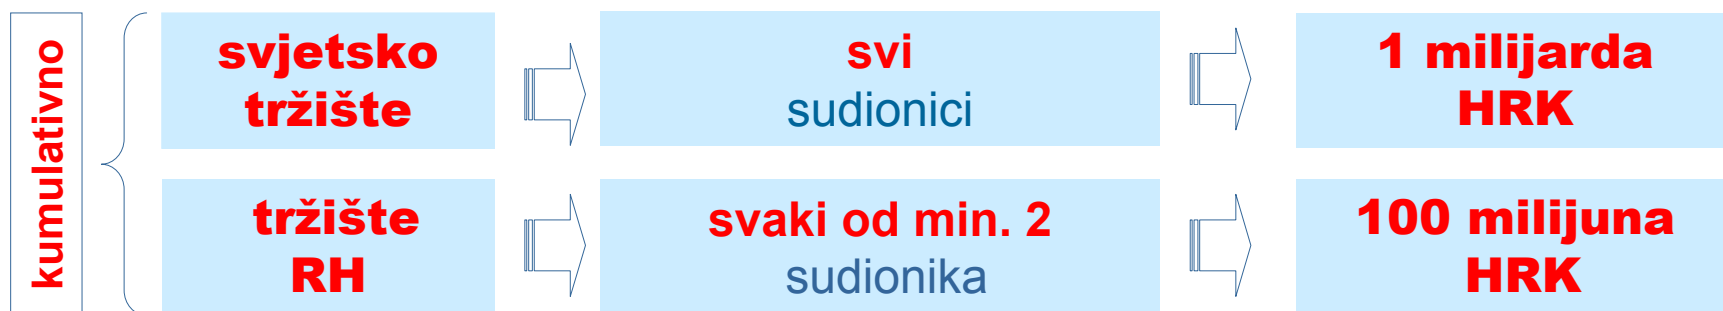 kumulativno
svjetsko
tržište
svi
sudionici
1 milijarda
HRK
tržište
RH
svaki od min. 2
sudionika
100 milijuna
HRK